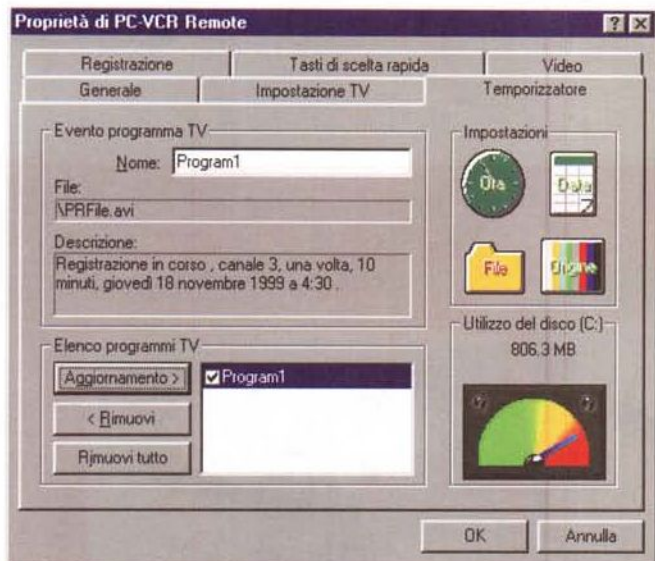 Proprietà di PC-VCR Remote
Registrazione
Tasti di scelta rapida
Video
Generale
Impostazione TV
Temporizzatore
Evento programma TV
Nome: Program1
File:
\PRFile.avi
Descrizione:
Registrazione in corso , canale 3, una volta, 10
minuti, giovedì 18 novembre 1999 a 4:30 .
Impostazioni
Ora
Data
File
Origine
Elenco programmi TV
Aggiornamento >
Program1
< Rimuovi
Rimuovi tutto
Utilizzo del disco (C:)
806.3 MB
OK
Annulla